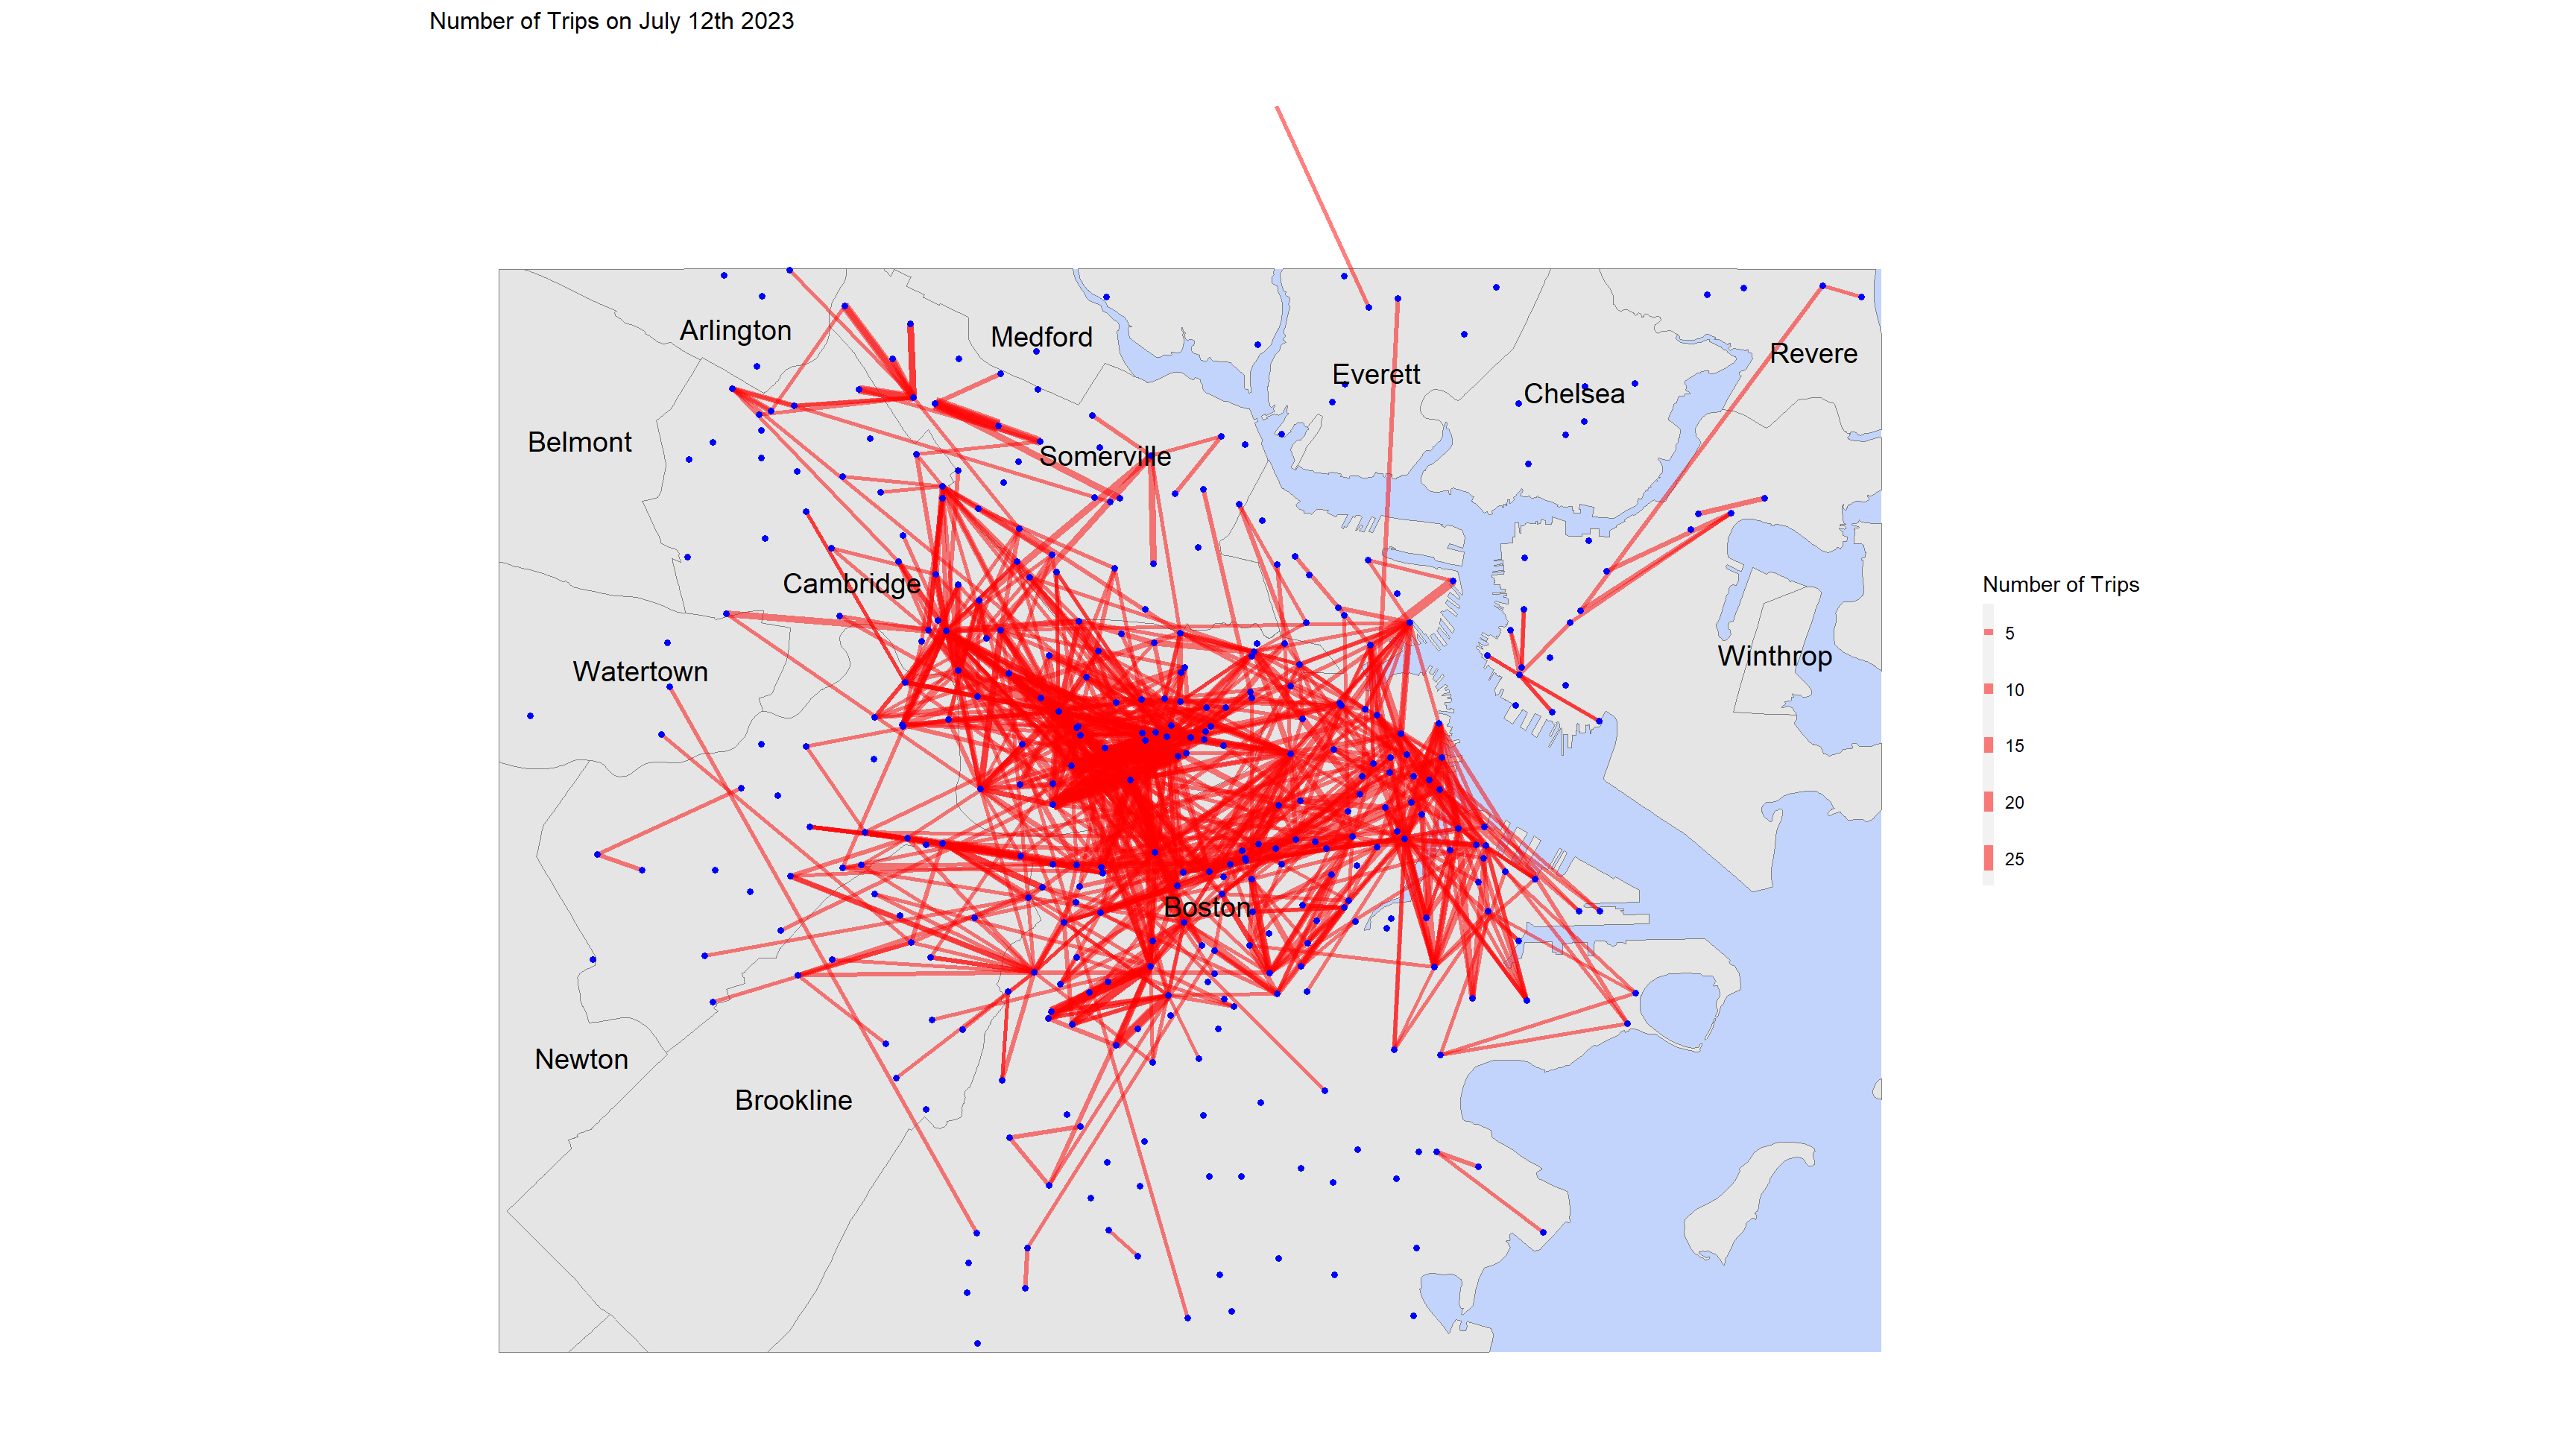 Number of Trips on July 12th 2023
Arlington
Medford
Revere
Everett
Chelsea
Belmont
Somerville
Cambridge
Number of Trips
5
10
15
20
25
Watertown
Winthrop
Boston
Newton
Brookline